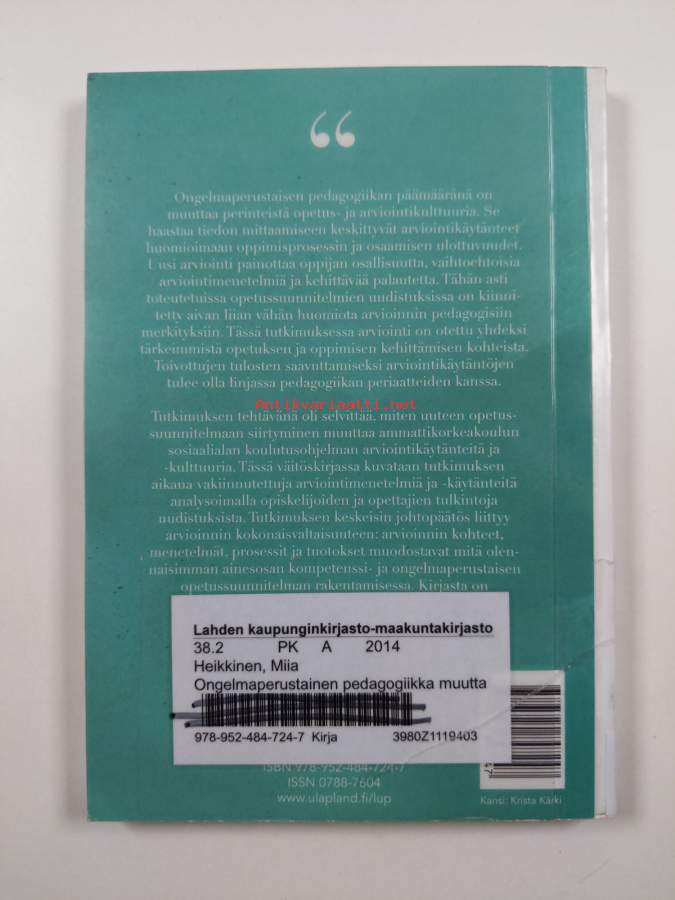 “
Ongelmaperustaisen pedagogiikan päämääränä on
muuttaa perinteistä opetus- ja arviointikulttuuria. Se
haastaa tiedon mittaamiseen keskittyvät arviointikäytänteet
huomioimaan oppimisprosessin ja osaamisen ulottuvuudet.
Uusi arviointi painottaa oppijan osallisuutta, vaihtoehtoisia
arviointimenetelmiä ja kehittävää palautetta. Tähän asti
toteutetuissa opetussuunnitelmien uudistuksissa on kiinni-
tetty aivan liian vähän huomiota arvioinnin pedagogisiin
merkityksiin. Tässä tutkimuksessa arviointi on otettu yhdeksi
tärkeimmistä opetuksen ja oppimisen kehittämisen kohteista.
Toivottujen tulosten saavuttamiseksi arviointikäytäntöjen
tulee olla linjassa pedagogiikan periaatteiden kanssa.
Antikvariaatti.net
Tutkimuksen tehtävänä oli selvittää, miten uuteen opetus-
suunnitelmaan siirtyminen muuttaa ammattikorkeakoulun
sosiaalialan koulutusohjelman arviointikäytänteitä ja
-kulttuuria. Tässä väitöskirjassa kuvataan tutkimuksen
aikana vakiinnutettuja arviointimenetelmiä ja -käytänteitä
analysoimalla opiskelijoiden ja opettajien tulkintoja
uudistuksista. Tutkimuksen keskeisin johtopäätös liittyy
arvioinnin kokonaisvaltaisuuteen: arvioinnin kohteet,
menetelmät, prosessit ja tuotokset muodostavat mitä olen-
naisimman ainesosan kompetenssi- ja ongelmaperustaisen
opetussuunnitelman rakentamisessa. Kirjasta on
Lahden kaupunginkirjasto-maakuntakirjasto
38.2 PK A 2014
Heikkinen, Miia
Ongelmaperustainen pedagogiikka muutta
978-952-484-724-7 Kirja 3980Z1119403
ISBN 978-952-484-724-7
ISSN 0788-7604
www.ulapland.fi/lup
Kansi: Krista Kärki